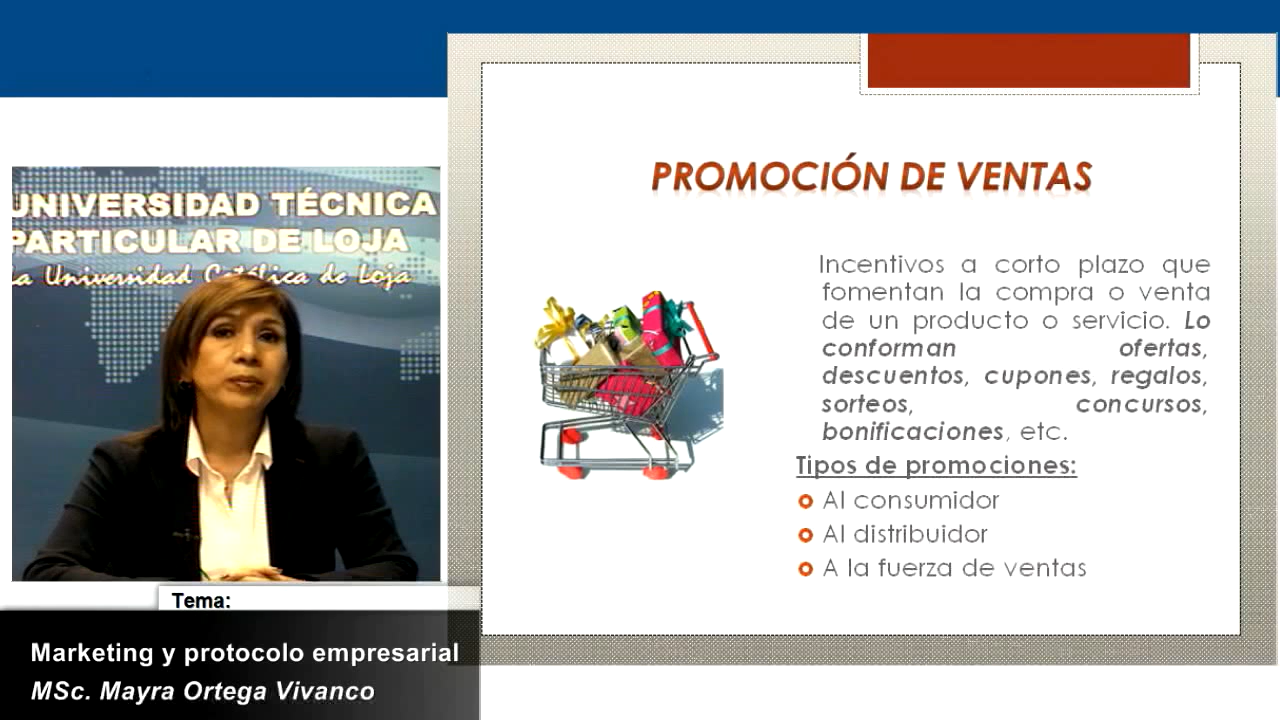 UNIVERSIDAD TÉCNICA
PARTICULAR DE LOJA
La Universidad Católica de Loja
Tema:
Marketing y protocolo empresarial
MSc. Mayra Ortega Vivanco
PROMOCIÓN DE VENTAS
Incentivos a corto plazo que
fomentan la compra o venta
de un producto o servicio. Lo
conforman ofertas,
descuentos, cupones, regalos,
sorteos, concursos,
bonificaciones, etc.
Tipos de promociones:
Al consumidor
Al distribuidor
A la fuerza de ventas